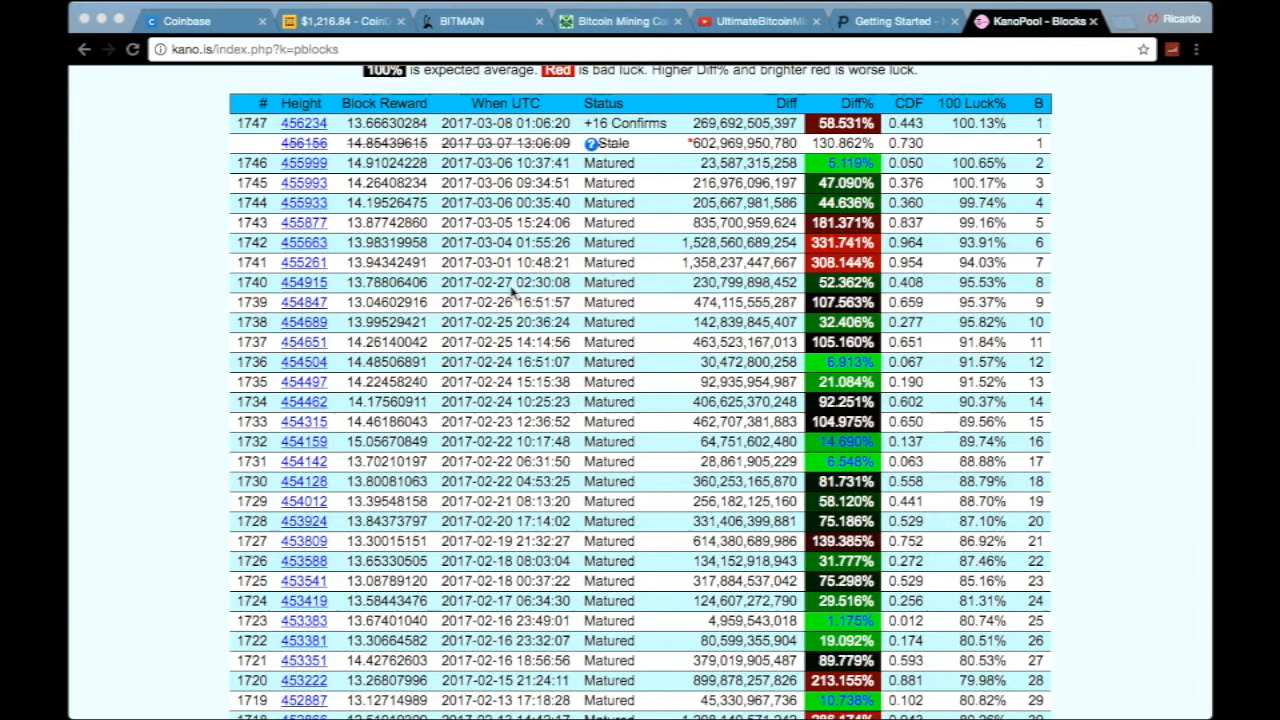 Coinbase $1,216.84 - CoinD BITMAIN Bitcoin Mining Ca UltimateBitcoinMi Getting Started - KanoPool - Blocks Ricardo
kano.is/index.php?k=pblocks
100% is expected average. Red is bad luck. Higher Diff% and brighter red is worse luck.
# Height Block Reward When UTC Status Diff Diff% CDF 100 Luck% B
1747 456234 13.66630284 2017-03-08 01:06:20 +16 Confirms 269,692,505,397 58.531% 0.443 100.13% 1
456156 14.85439615 2017-03-07 13:06:09 ?Stale *602,969,950,780 130.862% 0.730 1
1746 455999 14.91024228 2017-03-06 10:37:41 Matured 23,587,315,258 5.119% 0.050 100.65% 2
1745 455993 14.26408234 2017-03-06 09:34:51 Matured 216,976,096,197 47.090% 0.376 100.17% 3
1744 455933 14.19526475 2017-03-06 00:35:40 Matured 205,667,981,586 44.636% 0.360 99.74% 4
1743 455877 13.87742860 2017-03-05 15:24:06 Matured 835,700,959,624 181.371% 0.837 99.16% 5
1742 455663 13.98319958 2017-03-04 01:55:26 Matured 1,528,560,689,254 331.741% 0.964 93.91% 6
1741 455261 13.94342491 2017-03-01 10:48:21 Matured 1,358,237,447,667 308.144% 0.954 94.03% 7
1740 454915 13.78806406 2017-02-27 02:30:08 Matured 230,799,898,452 52.362% 0.408 95.53% 8
1739 454847 13.04602916 2017-02-26 16:51:57 Matured 474,115,555,287 107.563% 0.659 95.37% 9
1738 454689 13.99529421 2017-02-25 20:36:24 Matured 142,839,845,407 32.406% 0.277 95.82% 10
1737 454651 14.26140042 2017-02-25 14:14:56 Matured 463,523,167,013 105.160% 0.651 91.84% 11
1736 454504 14.48506891 2017-02-24 16:51:07 Matured 30,472,800,258 6.913% 0.067 91.57% 12
1735 454497 14.22458240 2017-02-24 15:15:38 Matured 92,935,954,987 21.084% 0.190 91.52% 13
1734 454462 14.17560911 2017-02-24 10:25:23 Matured 406,625,370,248 92.251% 0.602 90.37% 14
1733 454315 14.46186043 2017-02-23 12:36:52 Matured 462,707,381,883 104.975% 0.650 89.56% 15
1732 454159 15.05670849 2017-02-22 10:17:48 Matured 64,751,602,480 14.690% 0.137 89.74% 16
1731 454142 13.70210197 2017-02-22 06:31:50 Matured 28,861,905,229 6.548% 0.063 88.88% 17
1730 454128 13.80081063 2017-02-22 04:53:25 Matured 360,253,165,870 81.731% 0.558 88.79% 18
1729 454012 13.39548158 2017-02-21 08:13:20 Matured 256,182,125,160 58.120% 0.441 88.70% 19
1728 453924 13.84373797 2017-02-20 17:14:02 Matured 331,406,399,881 75.186% 0.529 87.10% 20
1727 453809 13.30015151 2017-02-19 21:32:27 Matured 614,380,689,986 139.385% 0.752 86.92% 21
1726 453588 13.65330505 2017-02-18 08:03:04 Matured 134,152,918,943 31.777% 0.272 87.46% 22
1725 453541 13.08789120 2017-02-18 00:37:22 Matured 317,884,537,042 75.298% 0.529 85.16% 23
1724 453419 13.58443476 2017-02-17 06:34:30 Matured 124,607,272,790 29.516% 0.256 81.31% 24
1723 453383 13.67401040 2017-02-16 23:49:01 Matured 4,959,543,018 1.175% 0.012 80.74% 25
1722 453381 13.30664582 2017-02-16 23:32:07 Matured 80,599,355,904 19.092% 0.174 80.51% 26
1721 453351 14.42762603 2017-02-16 18:56:56 Matured 379,019,905,487 89.779% 0.593 80.53% 27
1720 453222 13.26807996 2017-02-15 21:24:11 Matured 899,878,257,826 213.155% 0.881 79.98% 28
1719 452887 13.12714989 2017-02-13 17:18:28 Matured 45,330,967,736 10.738% 0.102 80.82% 29